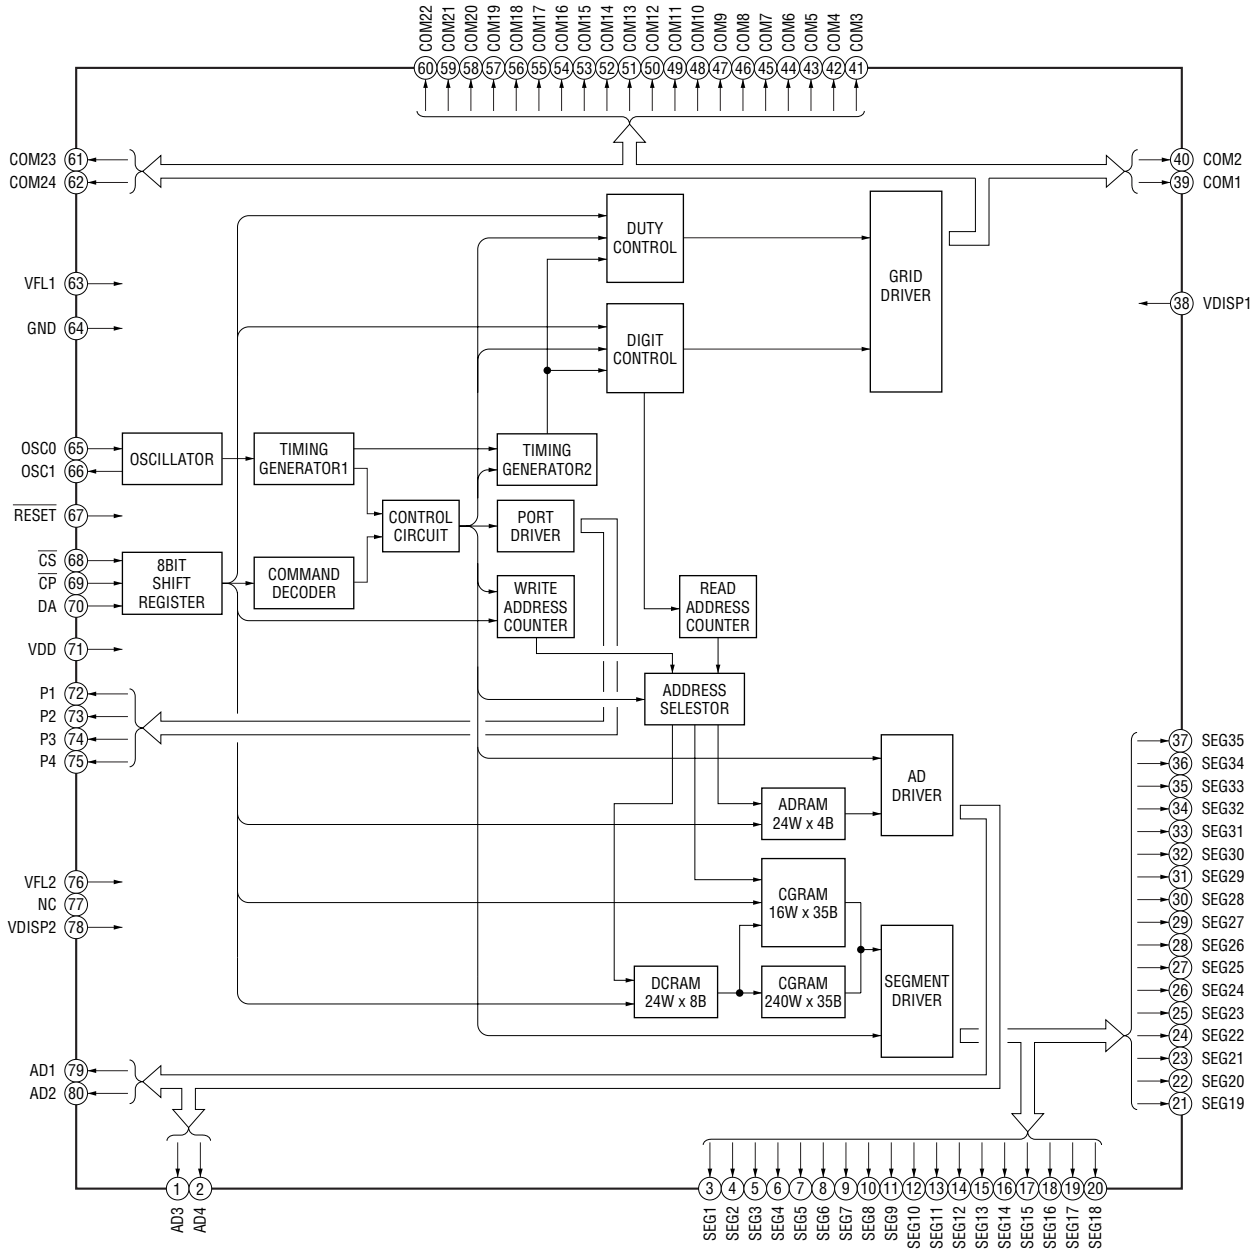 COM22
COM21
COM20
COM19
COM18
COM17
COM16
COM15
COM14
COM13
COM12
COM11
COM10
COM9
COM8
COM7
COM6
COM5
COM4
COM3
60
59
58
57
56
55
54
53
52
51
50
49
48
47
46
45
44
43
42
41
COM23 61
COM24 62
40 COM2
39 COM1
DUTY
CONTROL
GRID
DRIVER
VFL1 63
38 VDISP1
GND 64
DIGIT
CONTROL
OSC0 65
OSC1 66
OSCILLATOR
TIMING
GENERATOR1
TIMING
GENERATOR2
RESET 67
CONTROL
CIRCUIT
PORT
DRIVER
CS 68
CP 69
DA 70
8BIT
SHIFT
REGISTER
COMMAND
DECODER
WRITE
ADDRESS
COUNTER
READ
ADDRESS
COUNTER
VDD 71
P1 72
P2 73
P3 74
P4 75
ADDRESS
SELESTOR
AD
DRIVER
ADRAM
24W x 4B
37 SEG35
36 SEG34
35 SEG33
34 SEG32
33 SEG31
32 SEG30
31 SEG29
30 SEG28
29 SEG27
28 SEG26
27 SEG25
26 SEG24
25 SEG23
24 SEG22
23 SEG21
22 SEG20
21 SEG19
VFL2 76
NC 77
VDISP2 78
CGRAM
16W x 35B
DCRAM
24W x 8B
CGRAM
240W x 35B
SEGMENT
DRIVER
AD1 79
AD2 80
1
2
AD3
AD4
3
4
5
6
7
8
9
10
11
12
13
14
15
16
17
18
19
20
SEG1
SEG2
SEG3
SEG4
SEG5
SEG6
SEG7
SEG8
SEG9
SEG10
SEG11
SEG12
SEG13
SEG14
SEG15
SEG16
SEG17
SEG18